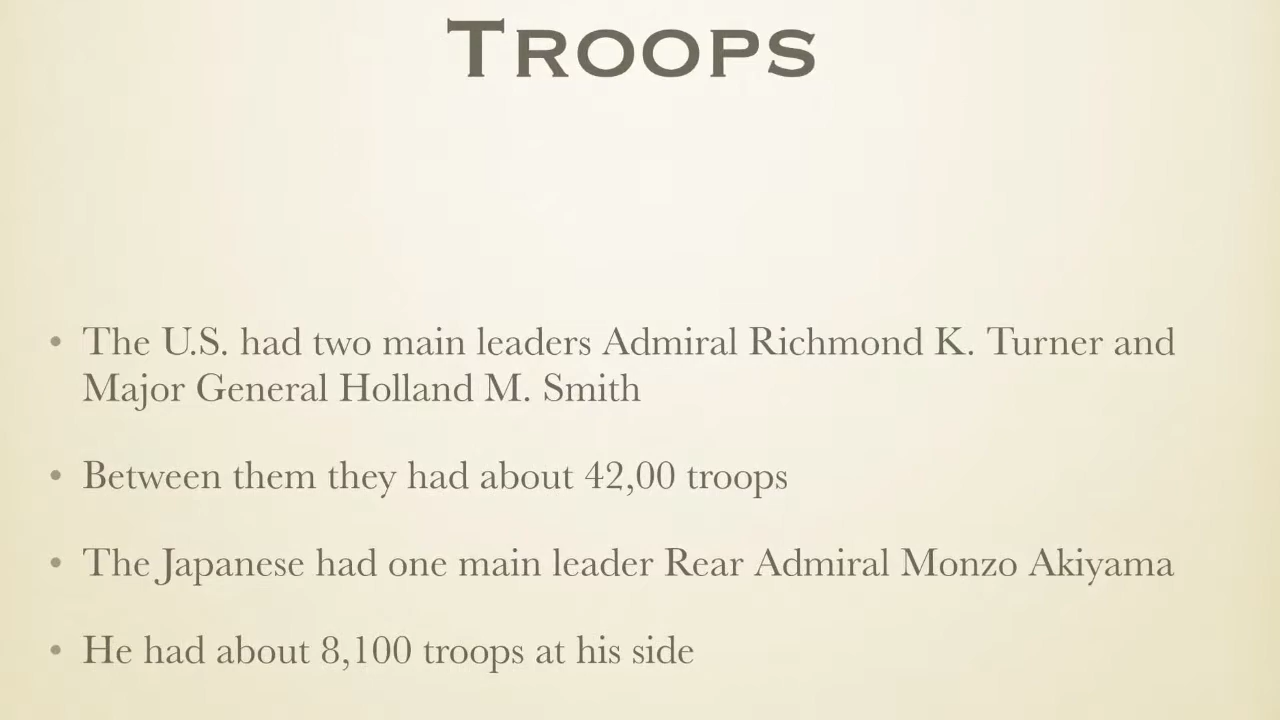 Troops
• The U.S. had two main leaders Admiral Richmond K. Turner and
Major General Holland M. Smith
• Between them they had about 42,00 troops
• The Japanese had one main leader Rear Admiral Monzo Akiyama
• He had about 8,100 troops at his side